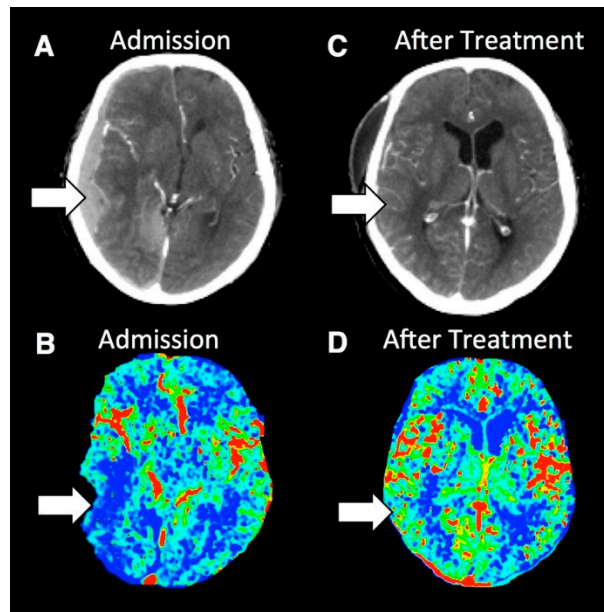 A Admission
C After Treatment
B Admission
D After Treatment